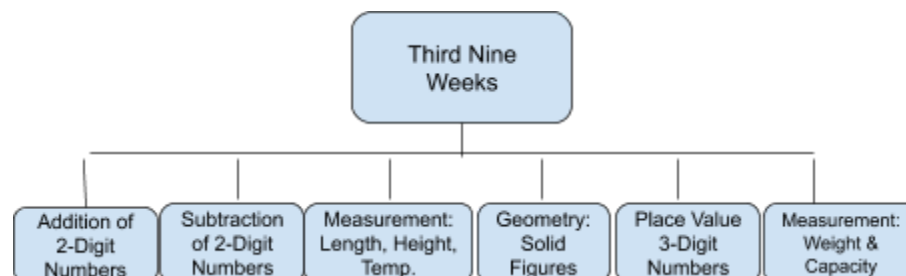 Third Nine
Weeks
Addition of
2-Digit
Numbers
Subtraction
of 2-Digit
Numbers
Measurement:
Length, Height,
Temp.
Geometry:
Solid
Figures
Place Value
3-Digit
Numbers
Measurement:
Weight &
Capacity